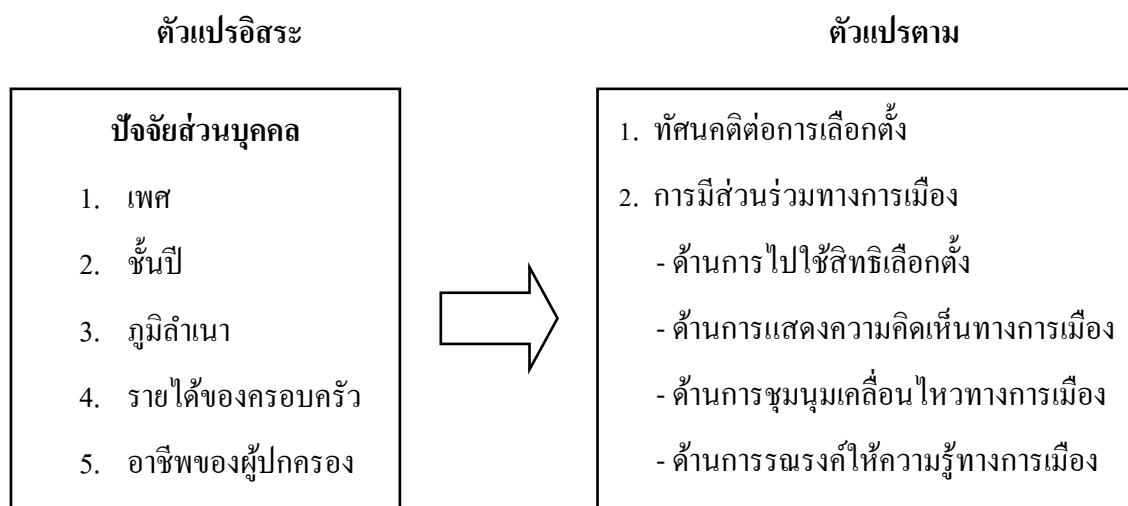 ตัวแปรอิสระ
ตัวแปรตาม
ปัจจัยส่วนบุคคล
1. เพศ
2. ชั้นปี
3. ภูมิลำเนา
4. รายได้ของครอบครัว
5. อาชีพของผู้ปกครอง
1. ทัศนคติต่อการเลือกตั้ง
2. การมีส่วนร่วมทางการเมือง
- ด้านการไปใช้สิทธิเลือกตั้ง
- ด้านการแสดงความคิดเห็นทางการเมือง
- ด้านการชุมนุมเคลื่อนไหวทางการเมือง
- ด้านการรณรงค์ให้ความรู้ทางการเมือง